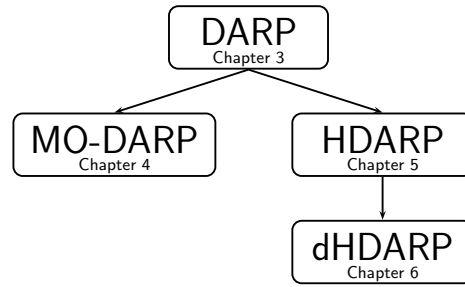 DARP
Chapter 3
MO-DARP
Chapter 4
HDARP
Chapter 5
dHDARP
Chapter 6